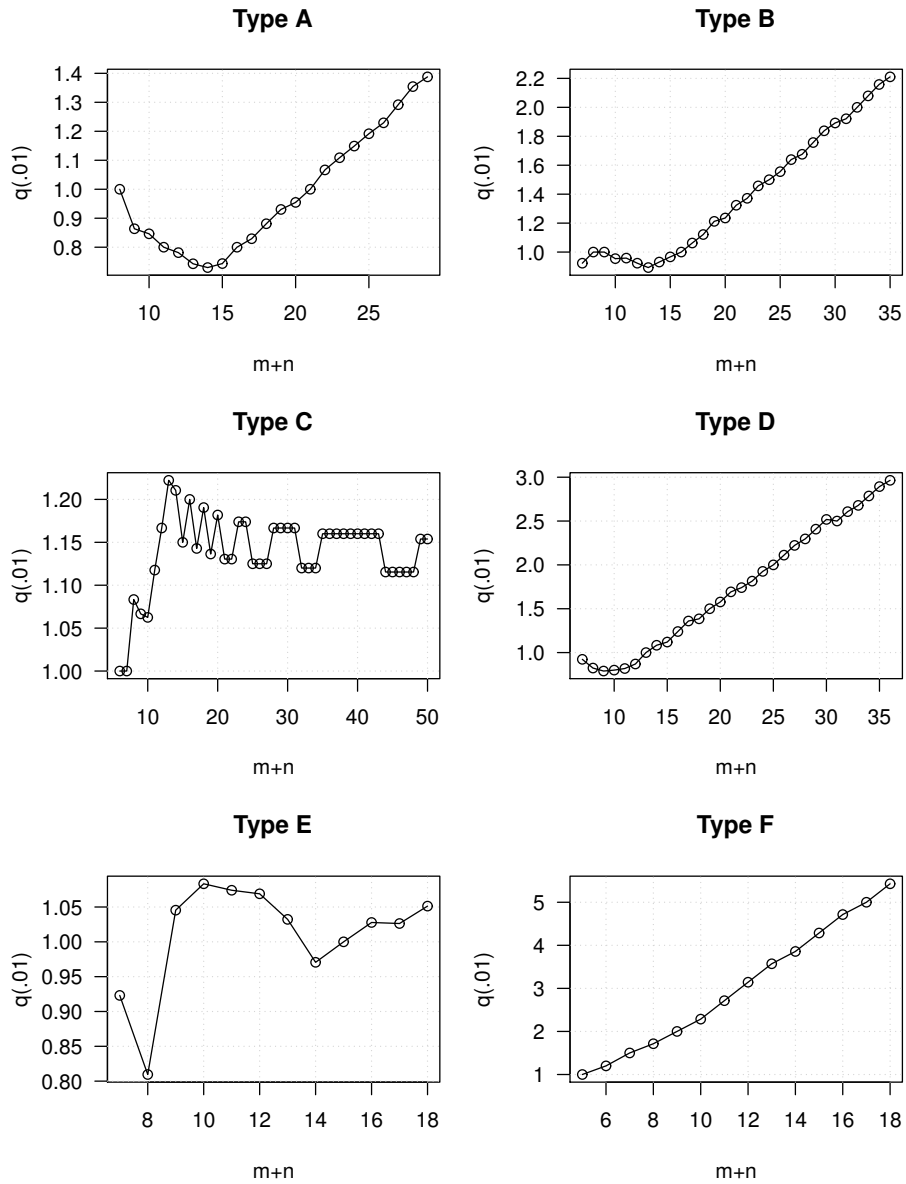 Type A
1.4
1.3
1.2
1.0
0.9
0.8
q(.01)
10 15 20 25
m+n
Type B
2.2
2.0
1.8
1.6
1.4
1.2
1.0
q(.01)
10 15 20 25 30 35
m+n
Type C
1.20
1.15
1.10
1.05
1.00
q(.01)
10 20 30 40 50
m+n
Type D
3.0
2.5
2.0
1.5
1.0
q(.01)
10 15 20 25 30 35
m+n
Type E
1.05
1.00
0.95
0.90
0.85
0.80
q(.01)
8 10 12 14 16 18
m+n
Type F
5
4
3
2
1
q(.01)
6 8 10 12 14 16 18
m+n